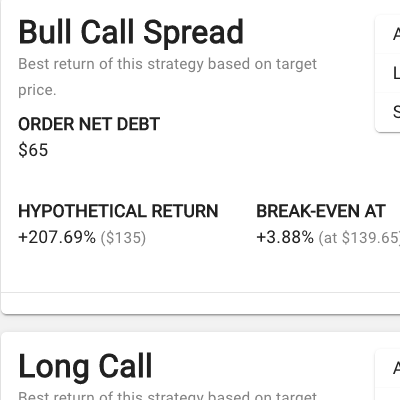 Bull Call Spread
Best return of this strategy based on target
price.
ORDER NET DEBT
$65
HYPOTHETICAL RETURN BREAK-EVEN AT
+207.69% ($135) +3.88% (at $139.65)
Long Call
Best return of this strategy based on target
A
L
S
A